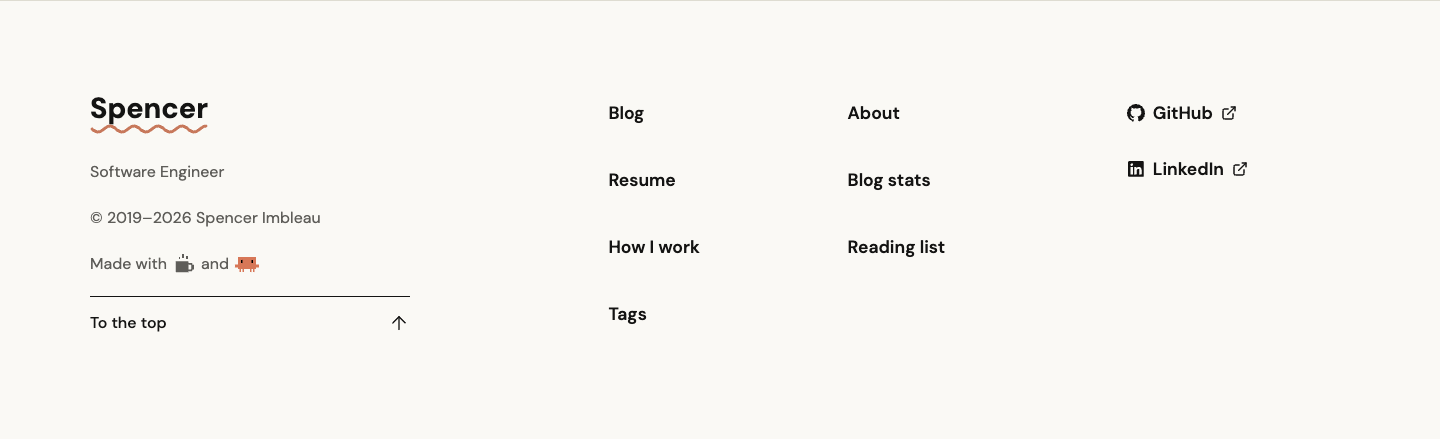 Spencer
Software Engineer
© 2019–2026 Spencer Imbleau
Made with and
To the top
Blog
Resume
How I work
Tags
About
Blog stats
Reading list
GitHub
LinkedIn